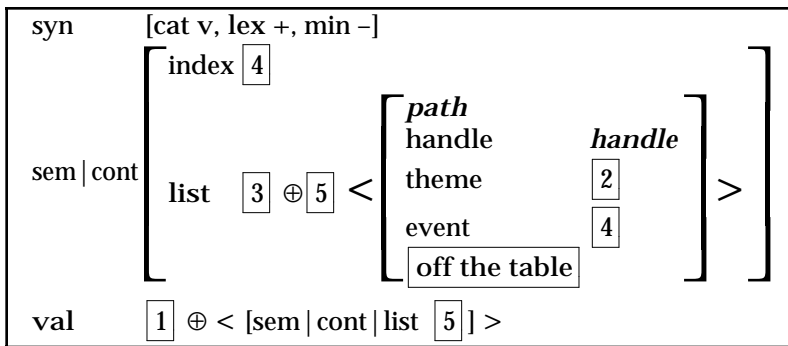 syn [cat v, lex +, min –]
index 4
path
handle handle
sem|cont
list 3 ⊕ 5 < theme 2 >
event 4
off the table
val 1 ⊕ < [sem|cont|list 5] >